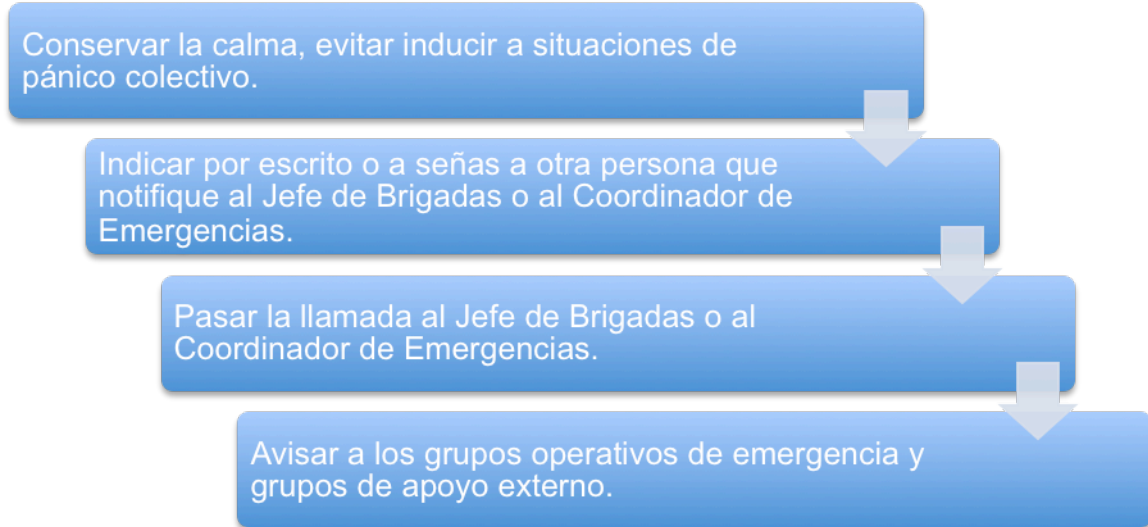 Conservar la calma, evitar inducir a situaciones de
pánico colectivo.
Indicar por escrito o a señas a otra persona que
notifique al Jefe de Brigadas o al Coordinador de
Emergencias.
Pasar la llamada al Jefe de Brigadas o al
Coordinador de Emergencias.
Avisar a los grupos operativos de emergencia y
grupos de apoyo externo.